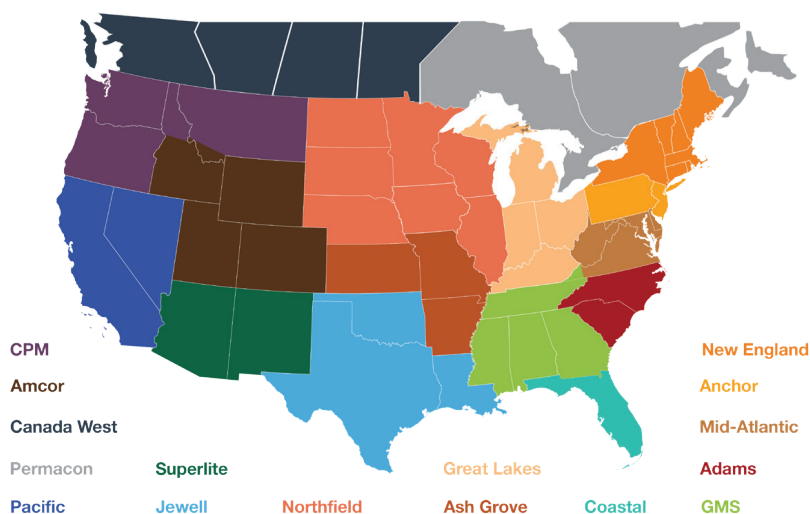 CPM
New England
Amcor
Anchor
Canada West
Mid-Atlantic
Permacon
Superlite
Great Lakes
Adams
Pacific
Jewell
Northfield
Ash Grove
Coastal
GMS